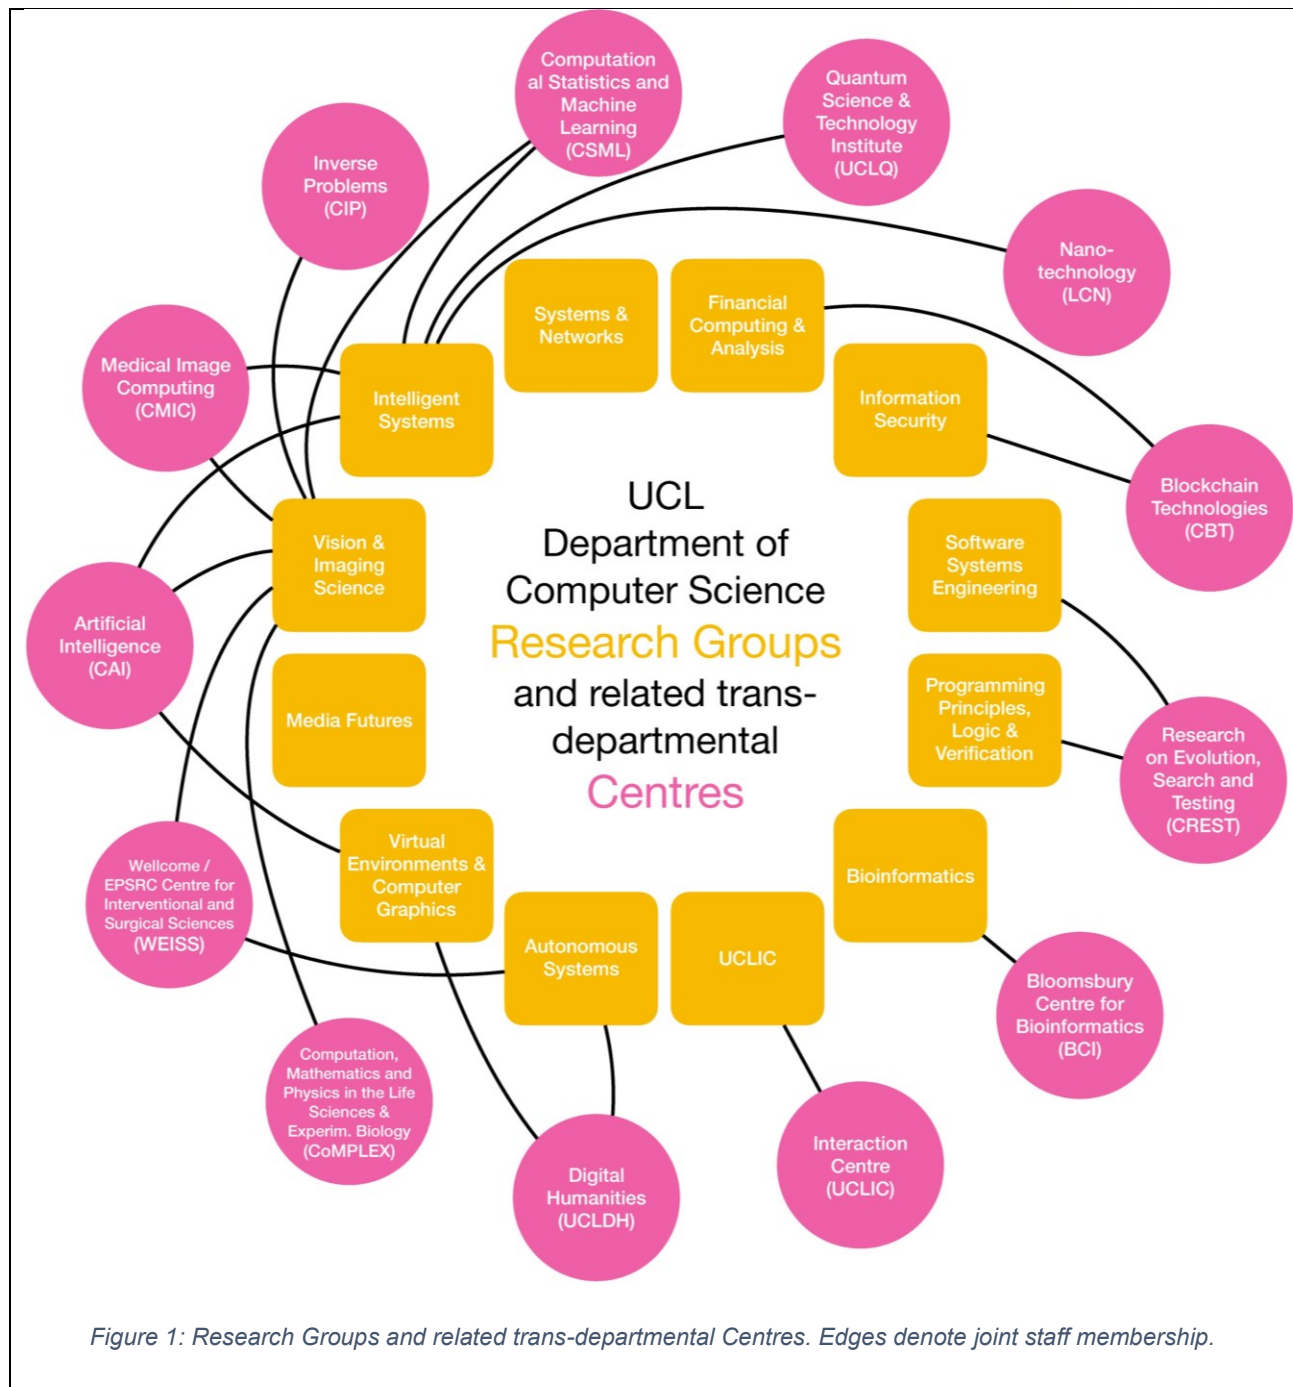 Computation
al Statistics and
Machine
Learning
(CSML)
Quantum
Science &
Technology
Institute
(UCLQ)
Inverse
Problems
(CIP)
Nano-
technology
(LCN)
Medical Image
Computing
(CMIC)
Systems &
Networks
Financial
Computing &
Analysis
Intelligent
Systems
Information
Security
Blockchain
Technologies
(CBT)
Vision &
Imaging
Science
Software
Systems
Engineering
Artificial
Intelligence
(CAI)
UCL
Department of
Computer Science
Research Groups
and related trans-
departmental
Centres
Media Futures
Programming
Principles,
Logic &
Verification
Research
on Evolution,
Search and
Testing
(CREST)
Virtual
Environments &
Computer
Graphics
Bioinformatics
Wellcome /
EPSRC Centre for
Interventional and
Surgical Sciences
(WEISS)
Autonomous
Systems
UCLIC
Bloomsbury
Centre for
Bioinformatics
(BCI)
Computation,
Mathematics and
Physics in the Life
Sciences &
Experim. Biology
(CoMPLEX)
Digital
Humanities
(UCLDH)
Interaction
Centre
(UCLIC)
Figure 1: Research Groups and related trans-departmental Centres. Edges denote joint staff membership.